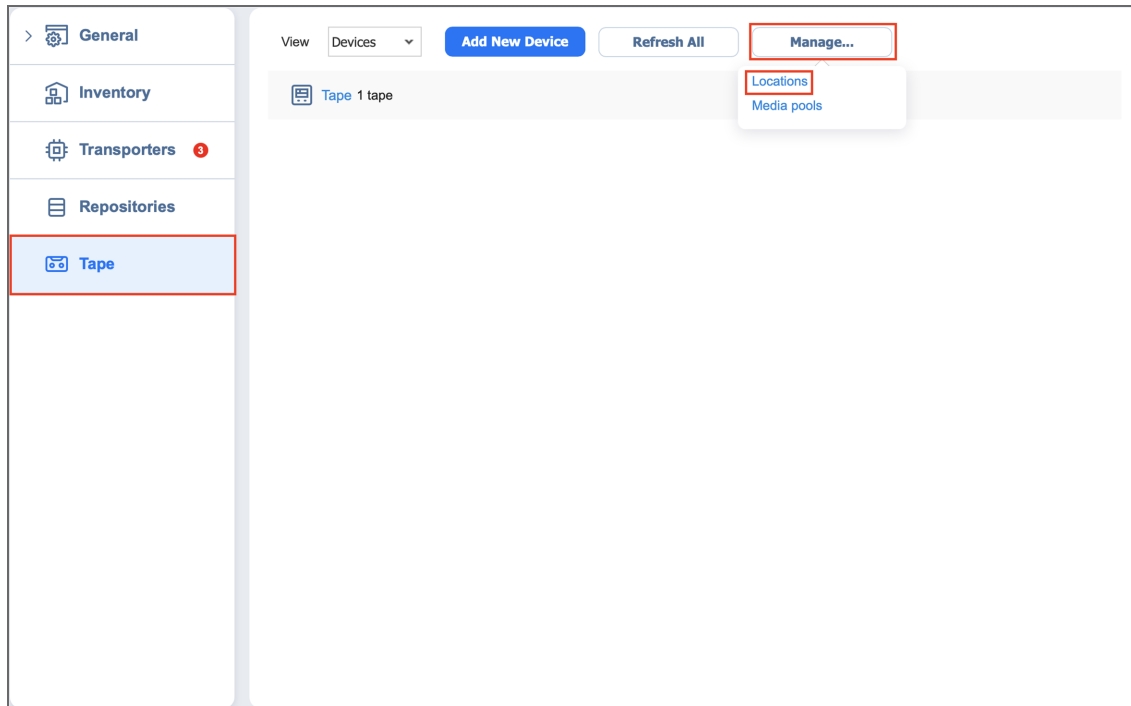 General
Inventory
Transporters 3
Repositories
Tape
View Devices Add New Device Refresh All Manage...
Tape 1 tape
Locations
Media pools